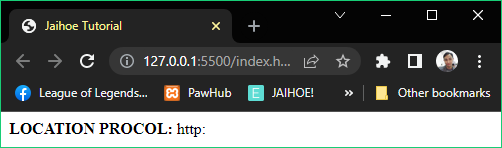 Jaihoe Tutorial
127.0.0.1:5500/index.h...
League of Legends... PawHub JAIHOE! Other bookmarks
LOCATION PROCOL: http: